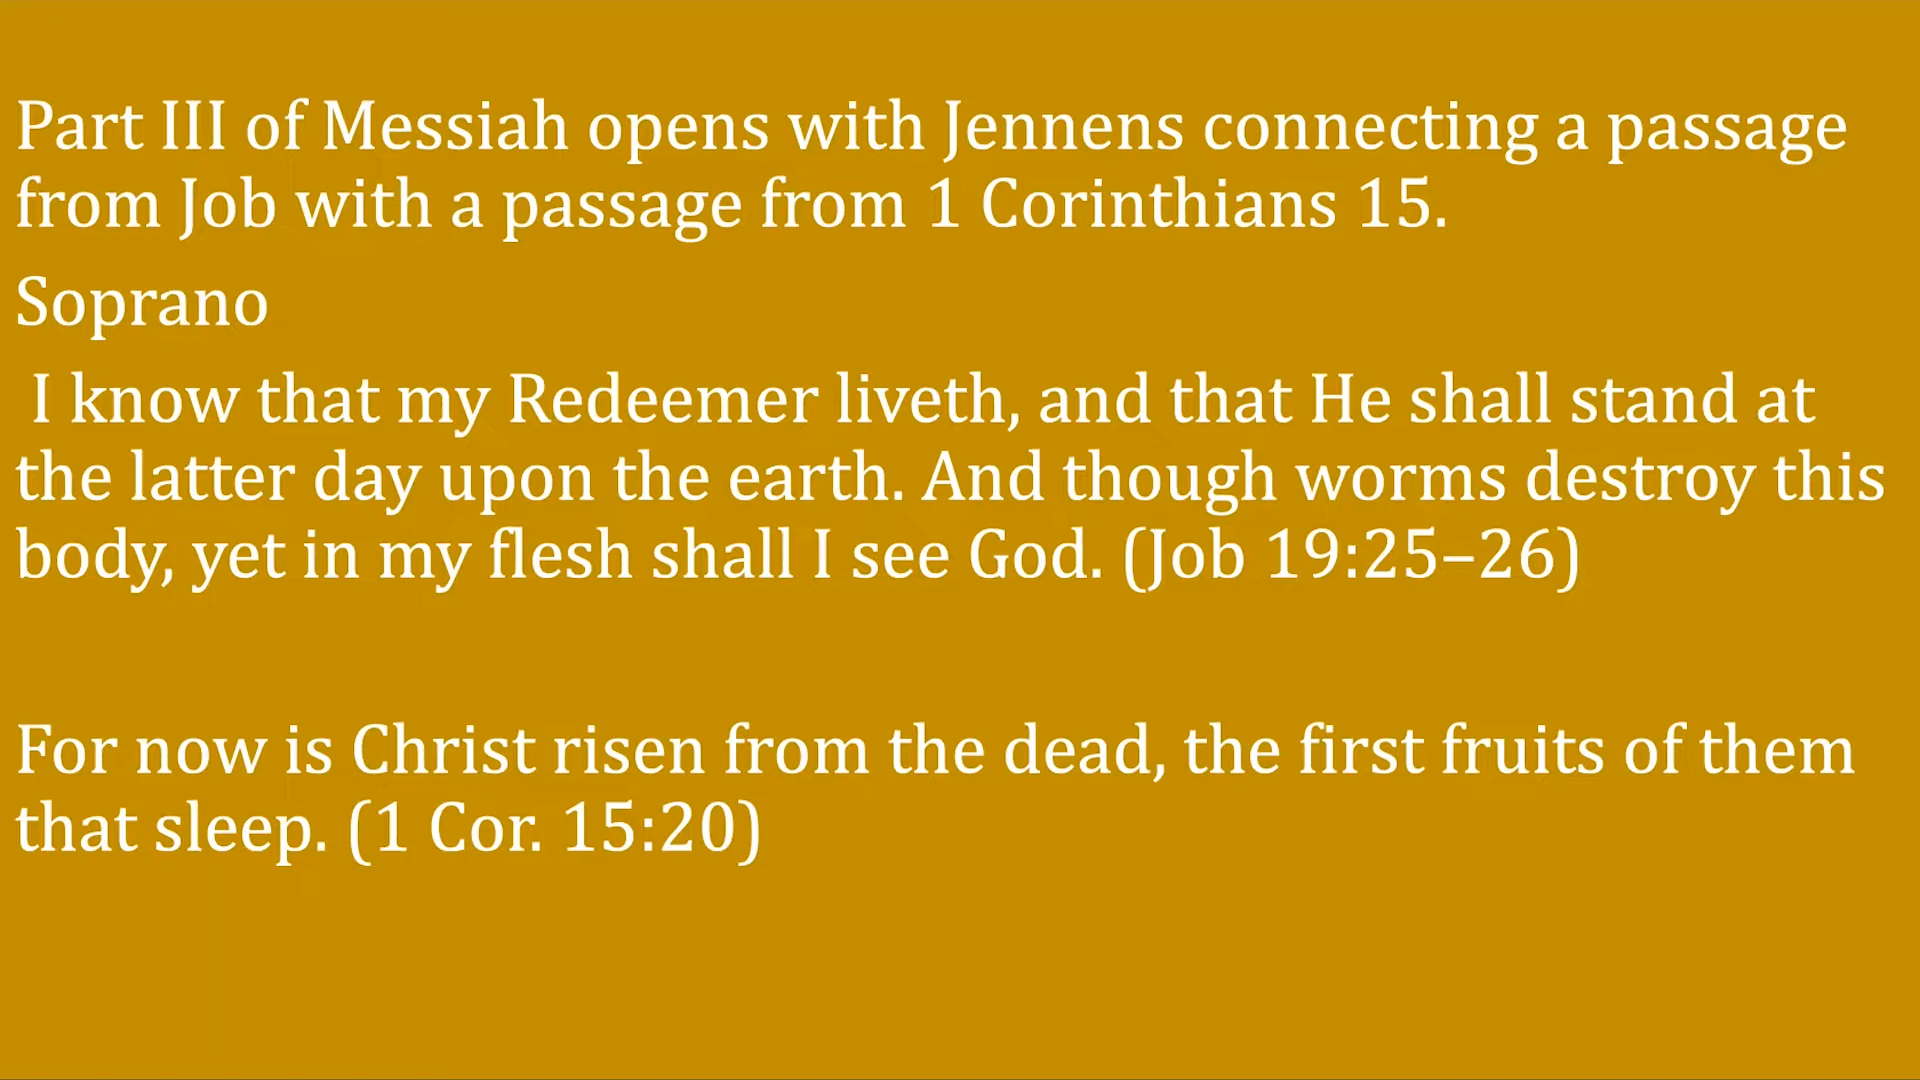 Part III of Messiah opens with Jennens connecting a passage
from Job with a passage from 1 Corinthians 15.
Soprano
I know that my Redeemer liveth, and that He shall stand at
the latter day upon the earth. And though worms destroy this
body, yet in my flesh shall I see God. (Job 19:25–26)
For now is Christ risen from the dead, the first fruits of them
that sleep. (1 Cor. 15:20)